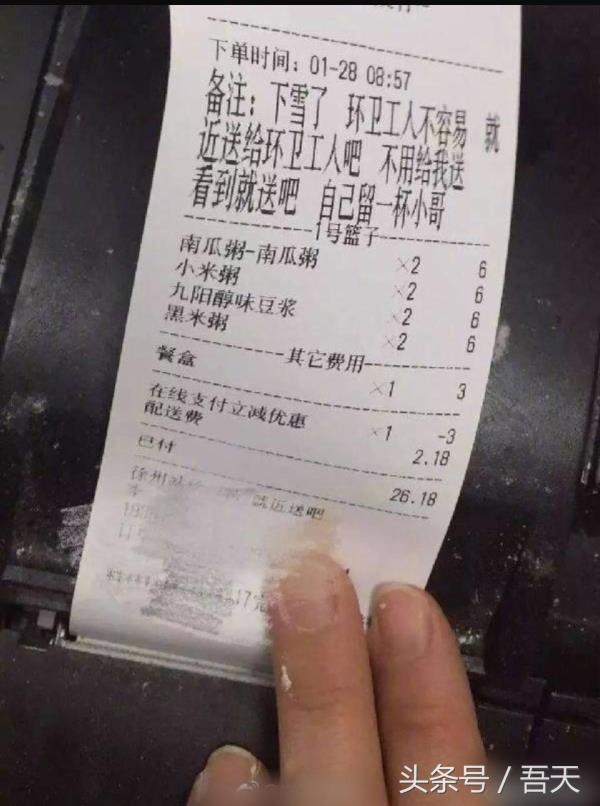 下单时间：01-28 08:57
备注：下雪了 环卫工人不容易 就
近送给环卫工人吧 不用给我送
看到就送吧 自己留一杯小哥
1号篮子
南瓜粥-南瓜粥 ×2 6
小米粥 ×2 6
九阳醇味豆浆 ×2 6
黑米粥 ×2 6
其它费用
餐盒 ×1 3
在线支付立减优惠 ×1 -3
配送费 2.18
已付 26.18
徐州 就近送吧
头条号 / 吾天